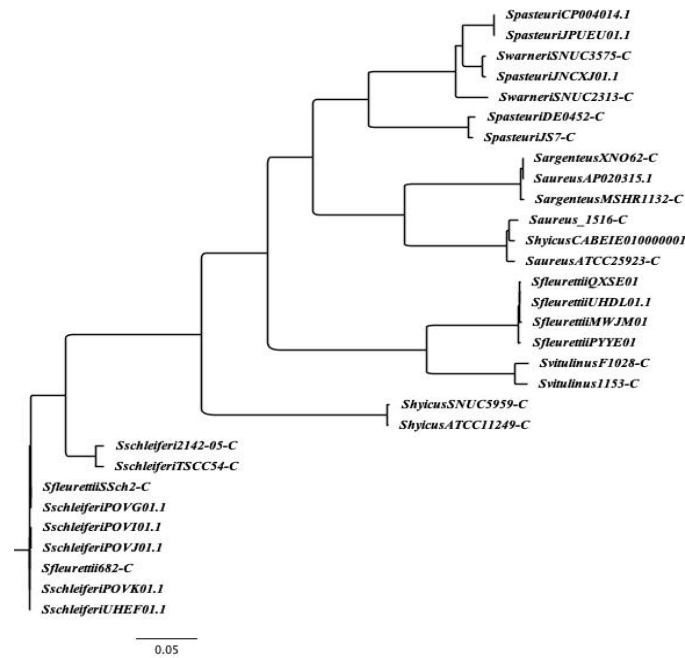 SpasteuriCP004014.1
SpasteuriJPUEU01.1
SwarneriSNUC3575-C
SpasteuriJNCXJ01.1
SwarneriSNUC2313-C
SpasteuriDE0452-C
SpasteuriJS7-C
SargenteusXNO62-C
SaureusAP020315.1
SargenteusMSHR1132-C
Saureus_1516-C
ShyicusCABEIE010000001
SaureusATCC25923-C
SfleurettiiQXSE01
SfleurettiiUHDL01.1
SfleurettiiMWJM01
SfleurettiiPYYE01
SvitulinusF1028-C
Svitulinus1153-C
ShyicusSNUC5959-C
ShyicusATCC11249-C
Sschleiferi2142-05-C
SschleiferiTSCC54-C
SfleurettiiSSch2-C
SschleiferiPOVG01.1
SschleiferiPOVI01.1
SschleiferiPOVJ01.1
Sfleurettii682-C
SschleiferiPOVK01.1
SschleiferiUHEF01.1
0.05